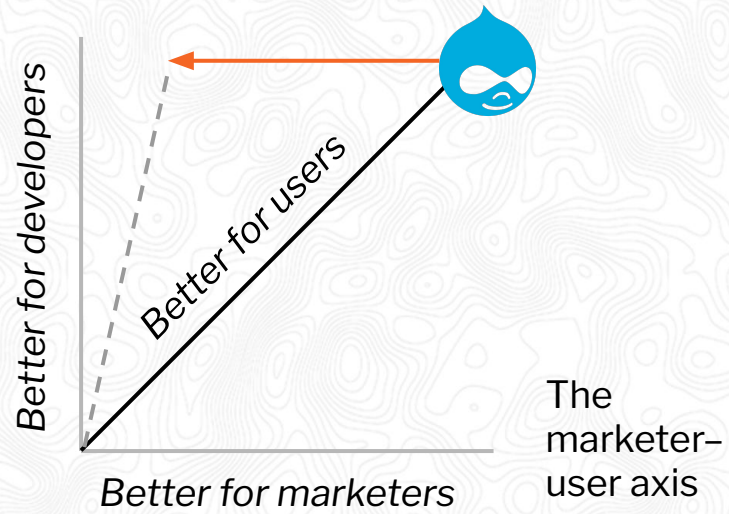 Better for developers
Better for users
Better for marketers
The
marketer–
user axis